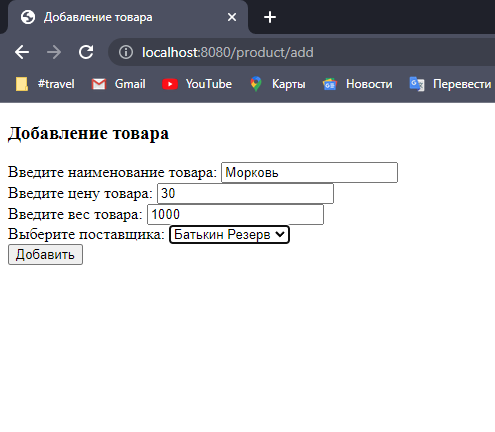 Добавление товара
localhost:8080/product/add
#travel Gmail YouTube Карты Новости Перевести
Добавление товара
Введите наименование товара: Морковь
Введите цену товара: 30
Введите вес товара: 1000
Выберите поставщика: Батькин Резерв
Добавить